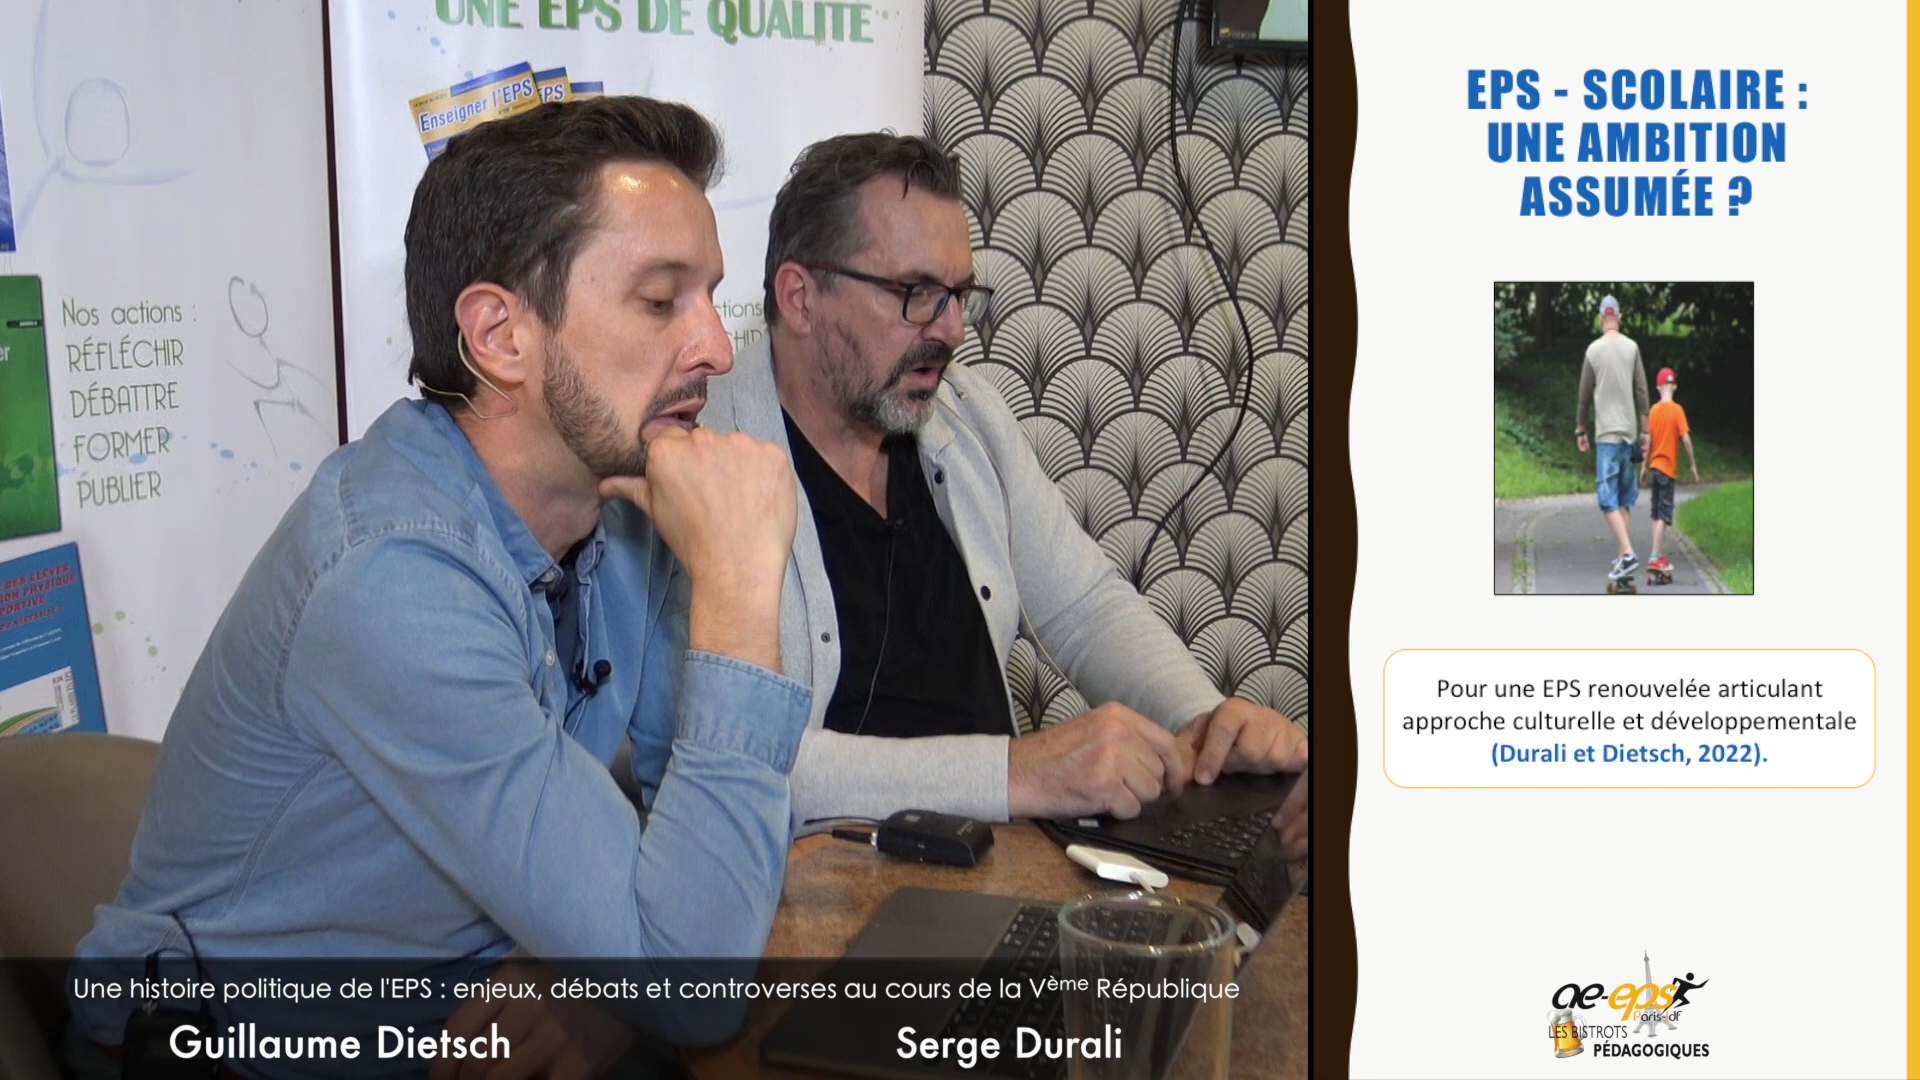 UNE EPS DE QUALITÉ
Enseigner l'EPS
EPS
Nos actions :
RÉFLÉCHIR
DÉBATTRE
FORMER
PUBLIER
EPS - SCOLAIRE :
UNE AMBITION
ASSUMÉE ?
Pour une EPS renouvelée articulant
approche culturelle et développementale
(Durali et Dietsch, 2022).
Une histoire politique de l'EPS : enjeux, débats et controverses au cours de la Vème République
Guillaume Dietsch
Serge Durali
ae-eps
Paris-Idf
LES BISTROTS
PÉDAGOGIQUES